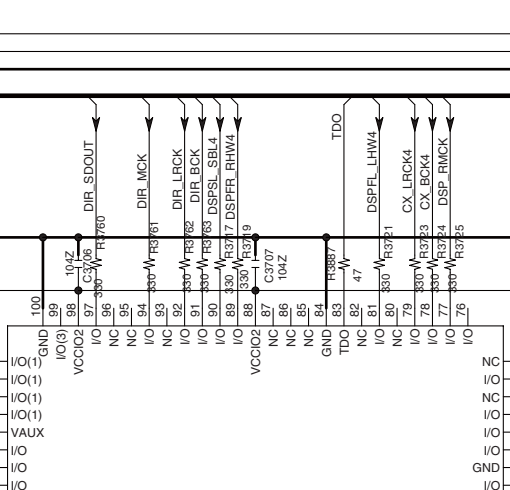 DIR_SDOUT
DIR_MCK
DIR_LRCK
DIR_BCK
DSPSL_SBL4
DSPFR_RHW4
TDO
DSPFL_LHW4
CX_LRCK4
CX_BCK4
DSP_RMCK
104Z
C3706
R3760
330
R3761
330
R3762
330
R3763
330
R3717
330
R3719
330
C3707
104Z
R3887
47
R3721
330
R3723
330
R3724
330
R3725
330
100
99
98
97
96
95
94
93
92
91
90
89
88
87
86
85
84
83
82
81
80
79
78
77
76
GND
I/O(3)
VCCIO2
I/O
NC
NC
I/O
NC
I/O
I/O
I/O
I/O
VCCIO2
NC
NC
NC
GND
TDO
NC
I/O
NC
I/O
I/O
I/O
I/O
I/O(1)
I/O(1)
I/O(1)
I/O(1)
VAUX
I/O
I/O
I/O
NC
I/O
NC
I/O
I/O
I/O
GND
I/O